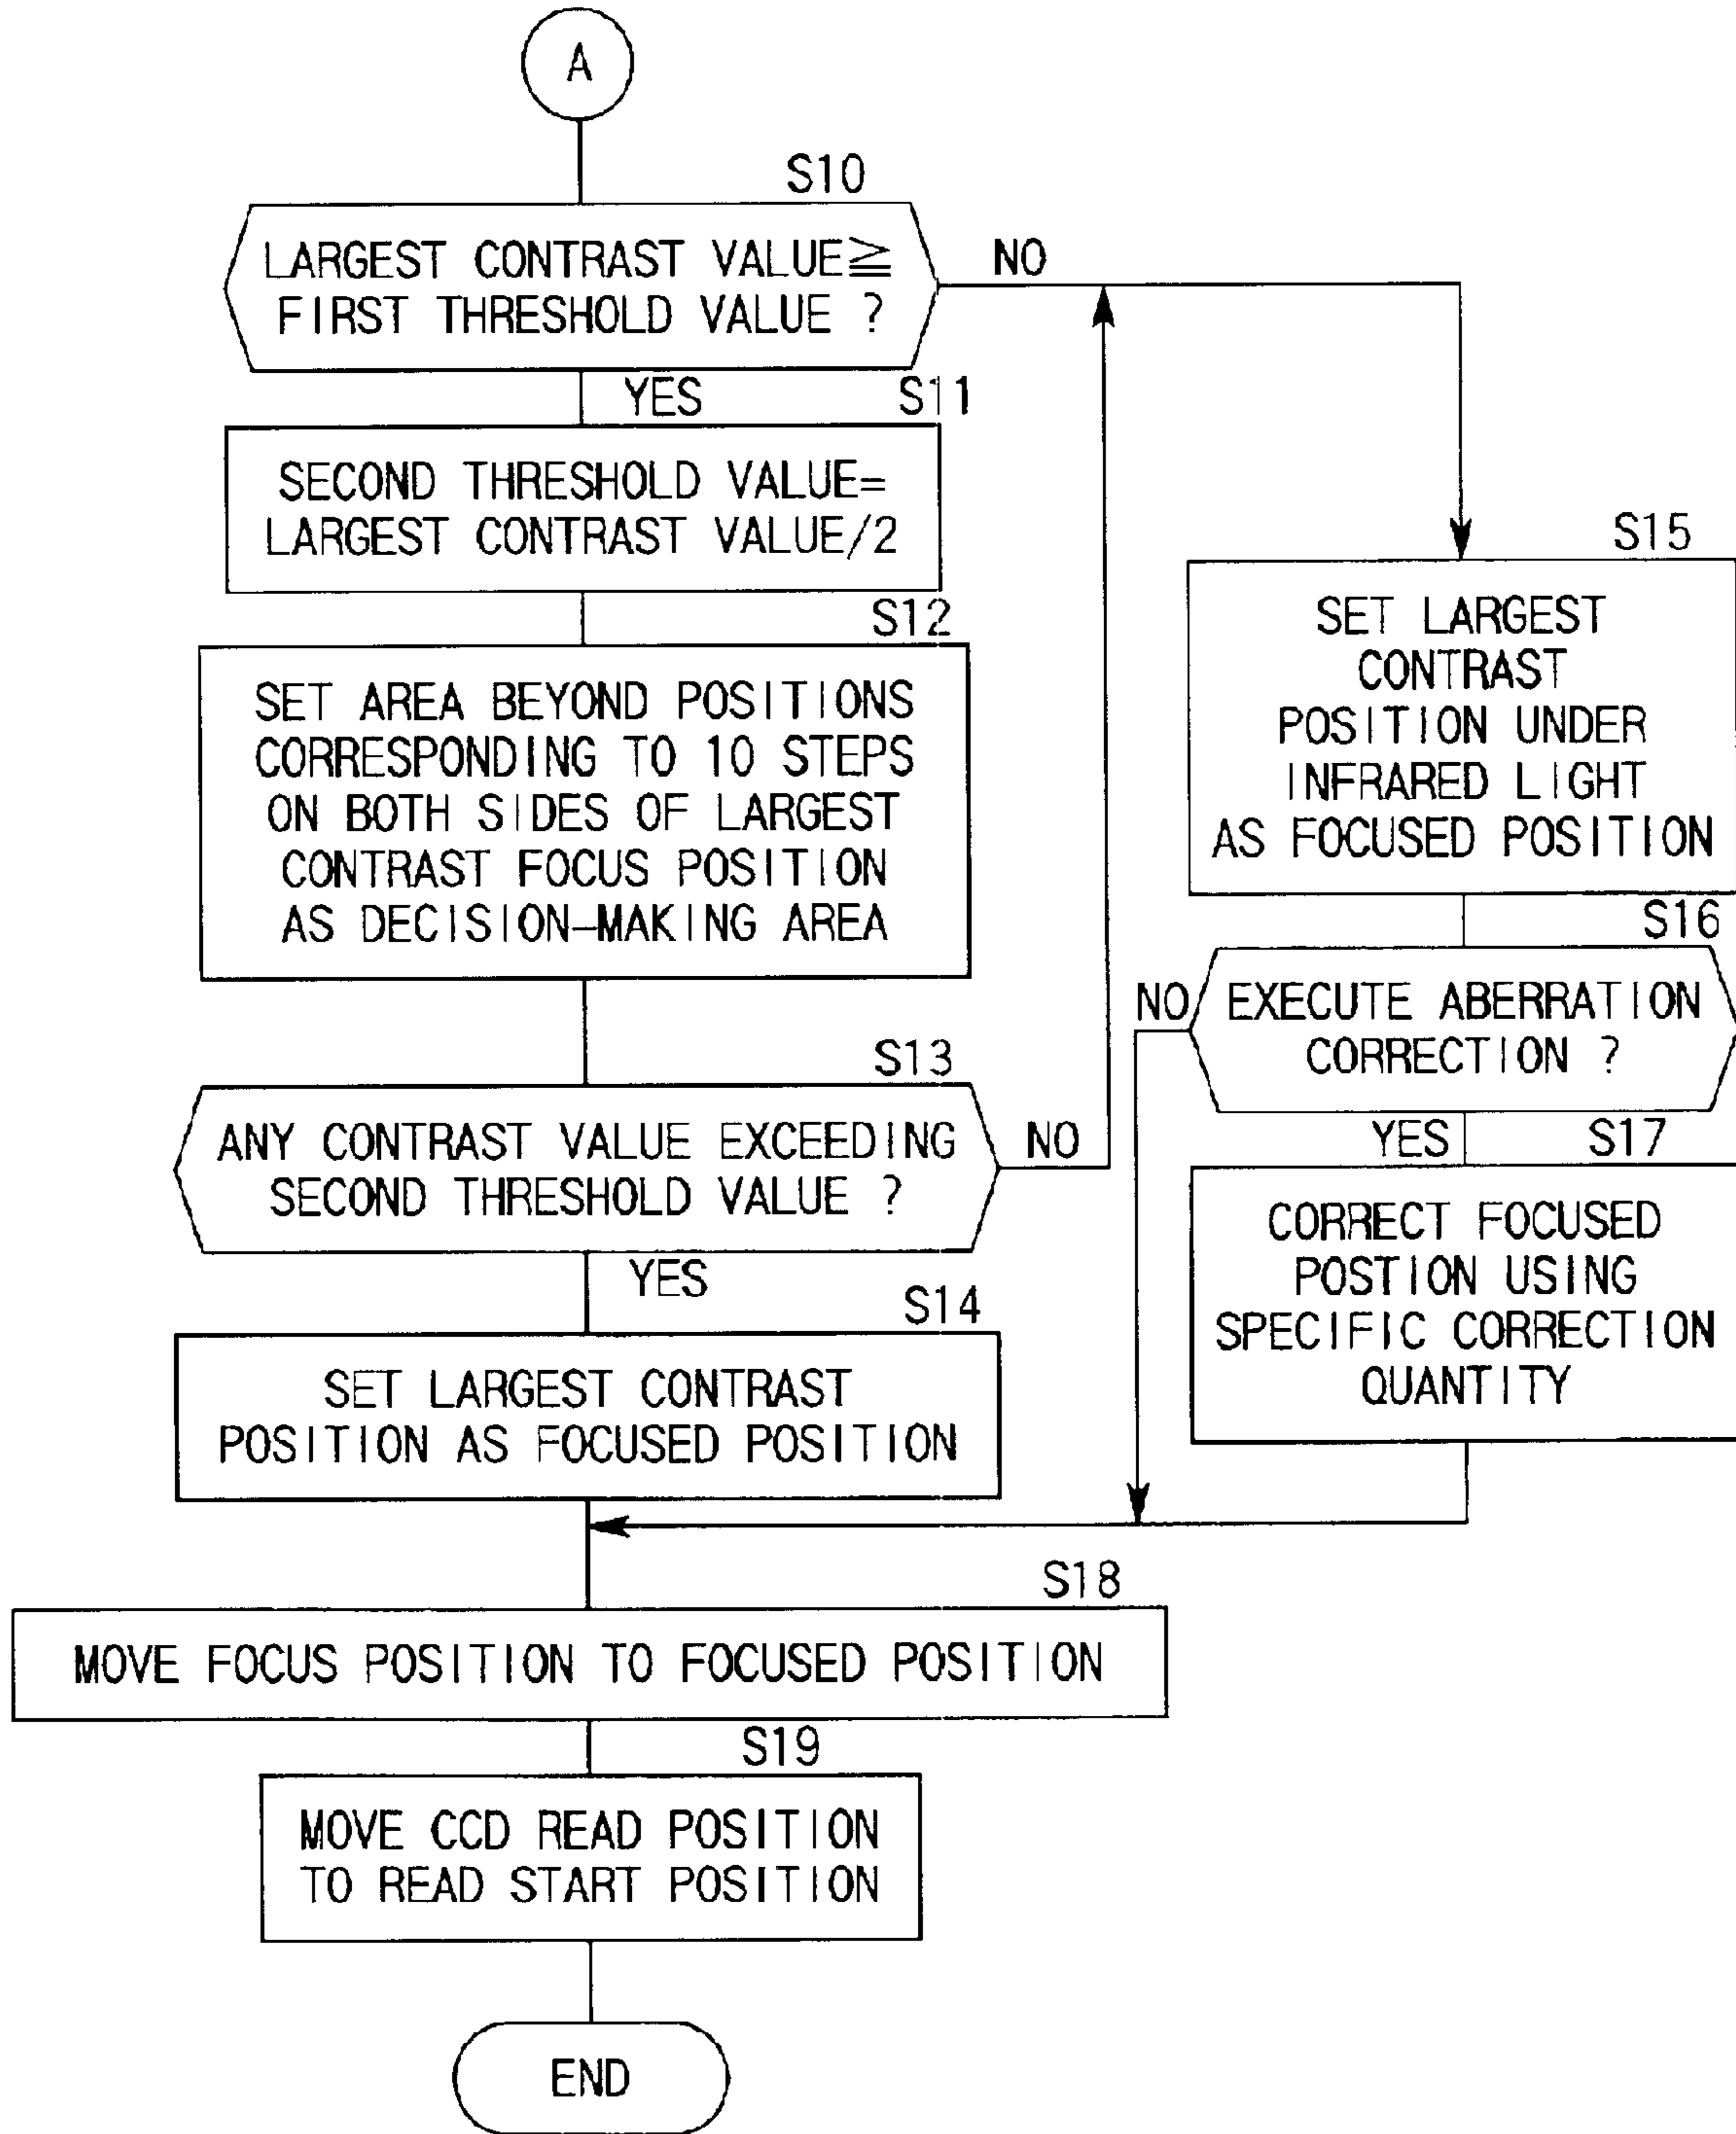 A
S10
LARGEST CONTRAST VALUE≧
FIRST THRESHOLD VALUE ?
NO
YES
S11
SECOND THRESHOLD VALUE=
LARGEST CONTRAST VALUE/2
S12
SET AREA BEYOND POSITIONS
CORRESPONDING TO 10 STEPS
ON BOTH SIDES OF LARGEST
CONTRAST FOCUS POSITION
AS DECISION-MAKING AREA
S13
ANY CONTRAST VALUE EXCEEDING
SECOND THRESHOLD VALUE ?
NO
YES
S14
SET LARGEST CONTRAST
POSITION AS FOCUSED POSITION
S15
SET LARGEST
CONTRAST
POSITION UNDER
INFRARED LIGHT
AS FOCUSED POSITION
S16
NO
EXECUTE ABERRATION
CORRECTION ?
YES
S17
CORRECT FOCUSED
POSTION USING
SPECIFIC CORRECTION
QUANTITY
S18
MOVE FOCUS POSITION TO FOCUSED POSITION
S19
MOVE CCD READ POSITION
TO READ START POSITION
END